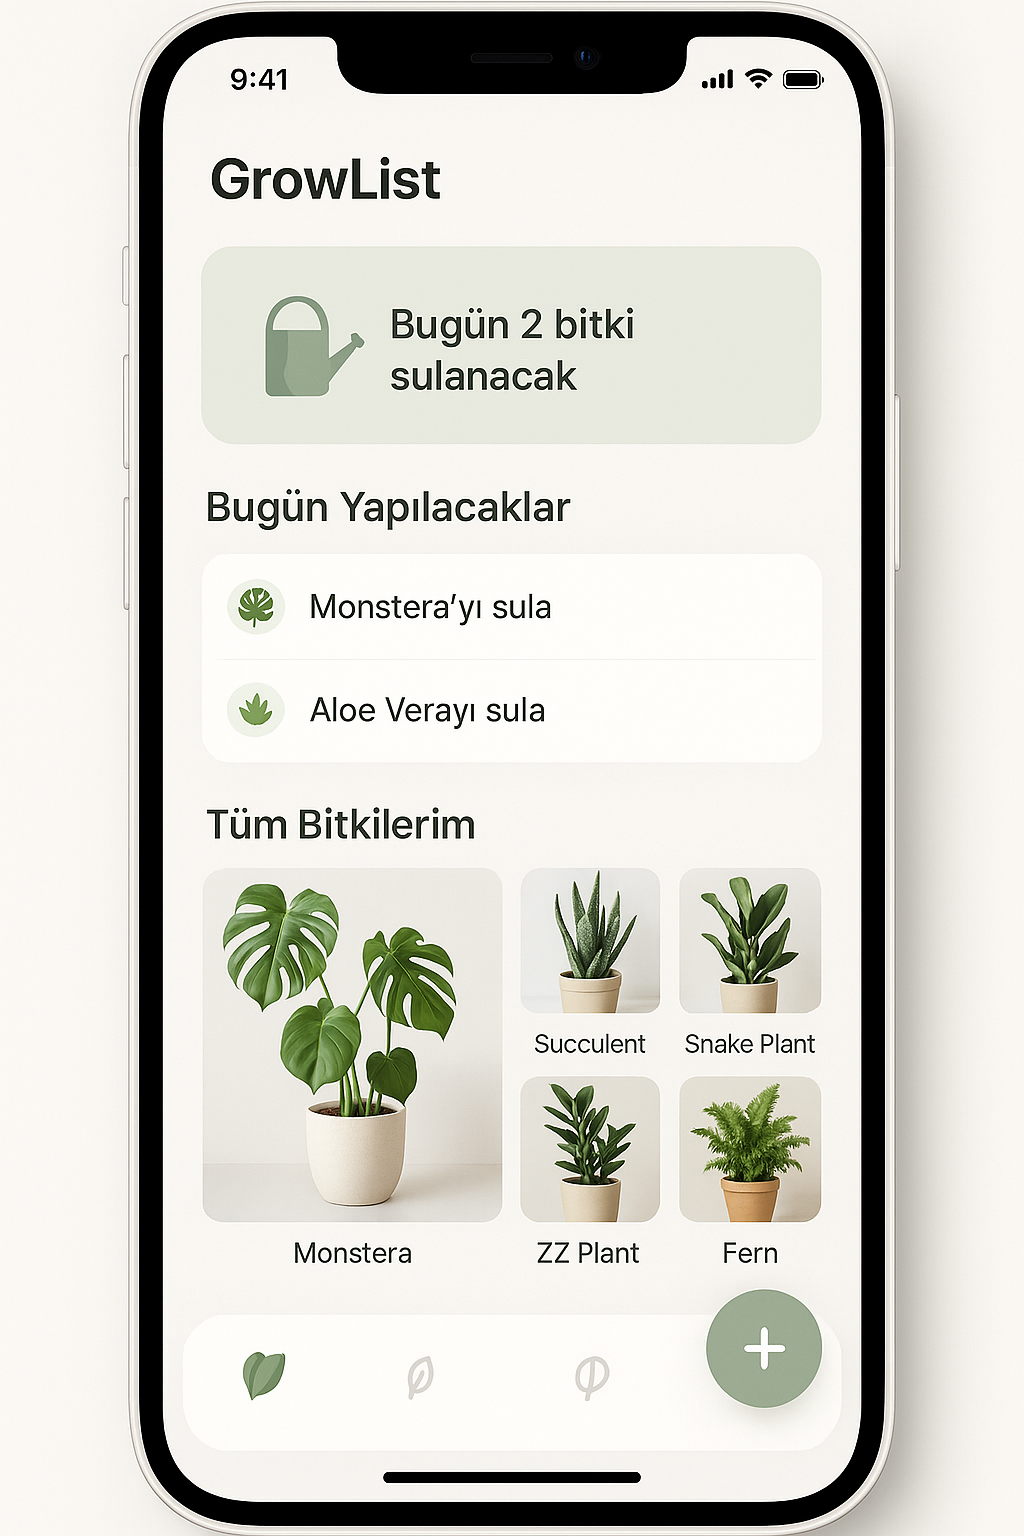 9:41
GrowList
Bugün 2 bitki
sulanacak
Bugün Yapılacaklar
Monstera’yı sula
Aloe Verayı sula
Tüm Bitkilerim
Succulent
Snake Plant
Monstera
ZZ Plant
Fern